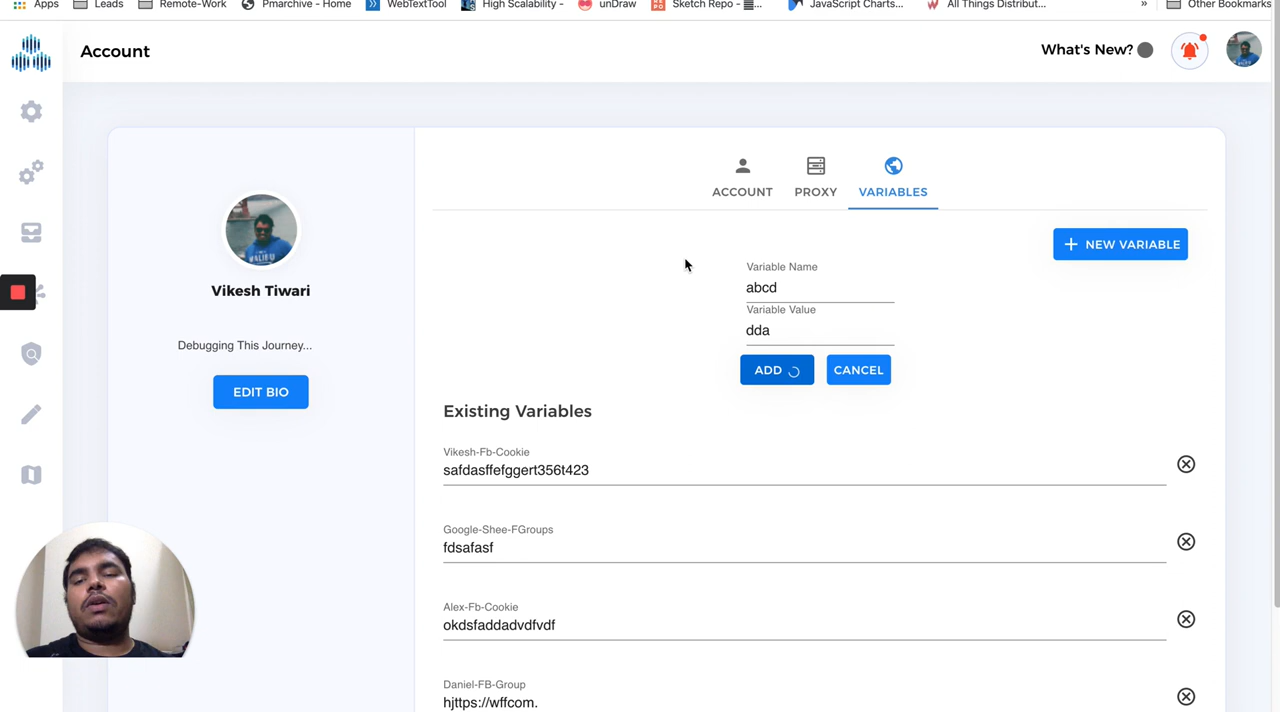 Apps Leads Remote-Work Pmarchive - Home WebTextTool High Scalability - unDraw Sketch Repo - ... JavaScript Charts... All Things Distribut... » Other Bookmarks
Account
What's New?
ACCOUNT PROXY VARIABLES
+ NEW VARIABLE
Variable Name
abcd
Variable Value
dda
ADD CANCEL
Vikesh Tiwari
Debugging This Journey...
EDIT BIO
Existing Variables
Vikesh-Fb-Cookie
safdasffefggert356t423
Google-Shee-FGroups
fdsafasf
Alex-Fb-Cookie
okdsfaddadvdfvdf
Daniel-FB-Group
hjttps://wffcom.